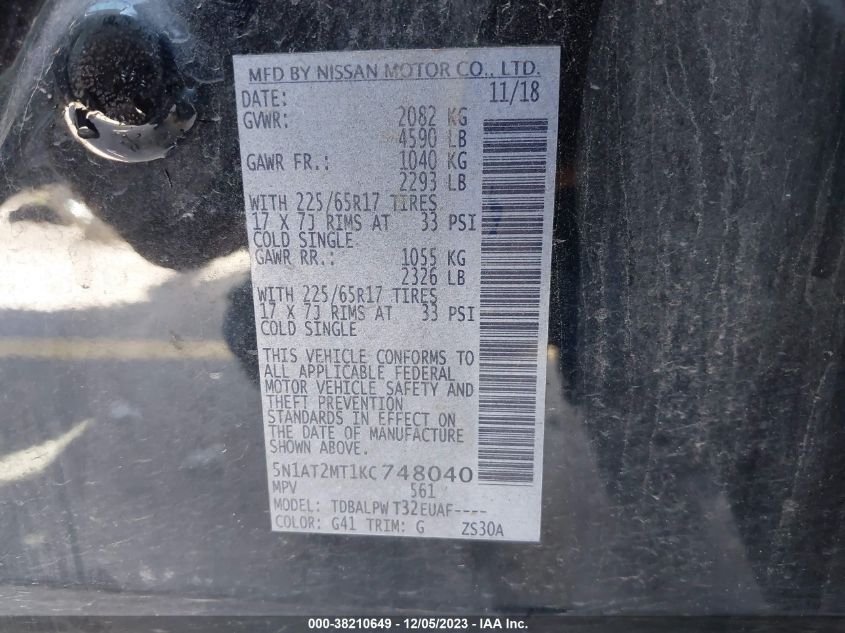 MFD BY NISSAN MOTOR CO., LTD.
DATE: 11/18
GVWR: 2082 KG
4590 LB
GAWR FR.: 1040 KG
2293 LB
WITH 225/65R17 TIRES
17 X 7J RIMS AT 33 PSI
COLD SINGLE
GAWR RR.: 1055 KG
2326 LB
WITH 225/65R17 TIRES
17 X 7J RIMS AT 33 PSI
COLD SINGLE
THIS VEHICLE CONFORMS TO
ALL APPLICABLE FEDERAL
MOTOR VEHICLE SAFETY AND
THEFT PREVENTION
STANDARDS IN EFFECT ON
THE DATE OF MANUFACTURE
SHOWN ABOVE.
5N1AT2MT1KC748040
MPV 561
MODEL: TDBALPW T32EUAF----
COLOR: G41 TRIM: G ZS30A
000-38210649 - 12/05/2023 - IAA Inc.